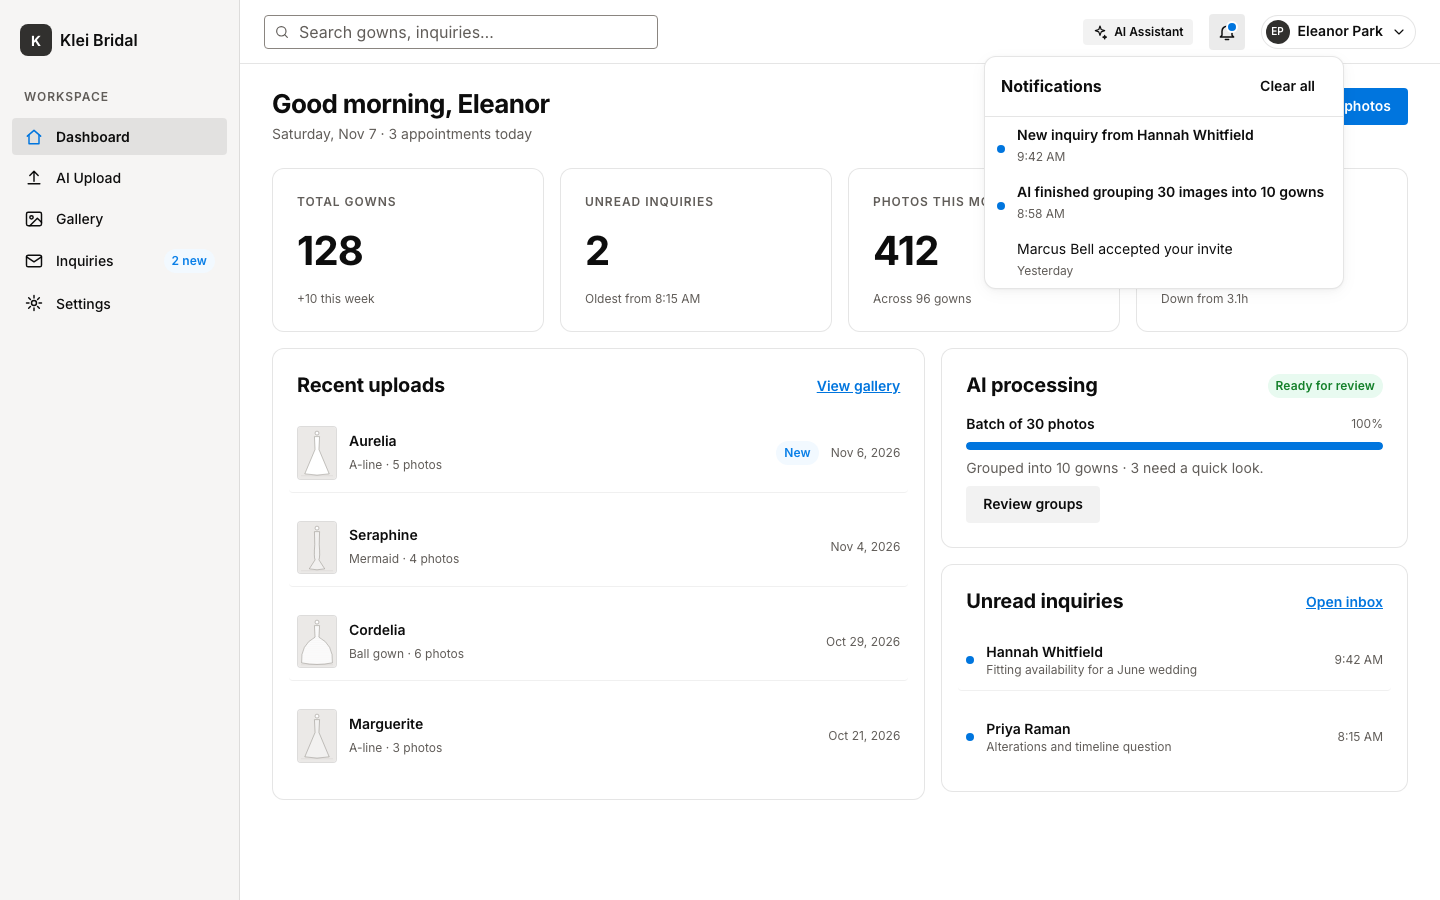 K
Klei Bridal
WORKSPACE
Dashboard
AI Upload
Gallery
Inquiries
2 new
Settings
Search gowns, inquiries...
AI Assistant
EP
Eleanor Park
Good morning, Eleanor
Saturday, Nov 7 · 3 appointments today
photos
Notifications
Clear all
New inquiry from Hannah Whitfield
9:42 AM
AI finished grouping 30 images into 10 gowns
8:58 AM
Marcus Bell accepted your invite
Yesterday
TOTAL GOWNS
128
+10 this week
UNREAD INQUIRIES
2
Oldest from 8:15 AM
PHOTOS THIS
412
Across 96 gowns
Down from 3.1h
Recent uploads
View gallery
Aurelia
A-line · 5 photos
New
Nov 6, 2026
Seraphine
Mermaid · 4 photos
Nov 4, 2026
Cordelia
Ball gown · 6 photos
Oct 29, 2026
Marguerite
A-line · 3 photos
Oct 21, 2026
AI processing
Ready for review
Batch of 30 photos
100%
Grouped into 10 gowns · 3 need a quick look.
Review groups
Unread inquiries
Open inbox
Hannah Whitfield
Fitting availability for a June wedding
9:42 AM
Priya Raman
Alterations and timeline question
8:15 AM